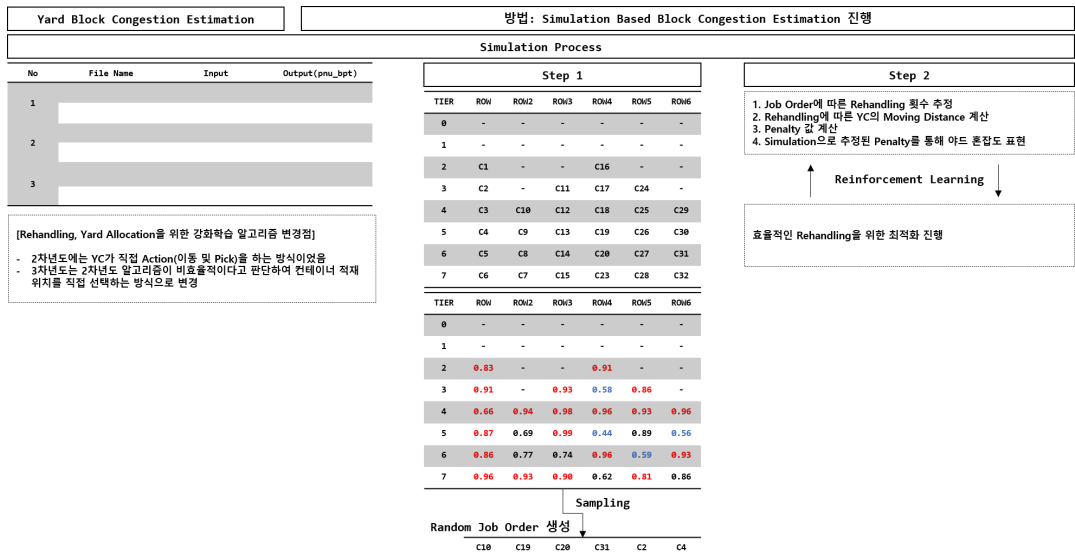 Yard Block Congestion Estimation
방법: Simulation Based Block Congestion Estimation 진행
Simulation Process
No File Name Input Output(pnu_bpt)
1
2
3
[Rehandling, Yard Allocation을 위한 강화학습 알고리즘 변경점]
- 2차년도에는 YC가 직접 Action(이동 및 Pick)을 하는 방식이었음
- 3차년도는 2차년도 알고리즘이 비효율적이다고 판단하여 컨테이너 적재
위치를 직접 선택하는 방식으로 변경
Step 1
TIER ROW ROW2 ROW3 ROW4 ROW5 ROW6
0 - - - - - -
1 - - - - - -
2 C1 - - C16 - -
3 C2 - C11 C17 C24 -
4 C3 C10 C12 C18 C25 C29
5 C4 C9 C13 C19 C26 C30
6 C5 C8 C14 C20 C27 C31
7 C6 C7 C15 C23 C28 C32
TIER ROW ROW2 ROW3 ROW4 ROW5 ROW6
0 - - - - - -
1 - - - - - -
2 0.83 - - 0.91 - -
3 0.91 - 0.93 0.58 0.86 -
4 0.66 0.94 0.98 0.96 0.93 0.96
5 0.87 0.69 0.99 0.44 0.89 0.56
6 0.86 0.77 0.74 0.96 0.59 0.93
7 0.96 0.93 0.90 0.62 0.81 0.86
Sampling
Random Job Order 생성
C10 C19 C20 C31 C2 C4
Step 2
1. Job Order에 따른 Rehandling 횟수 추정
2. Rehandling에 따른 YC의 Moving Distance 계산
3. Penalty 값 계산
4. Simulation으로 추정된 Penalty를 통해 야드 혼잡도 표현
Reinforcement Learning
효율적인 Rehandling을 위한 최적화 진행